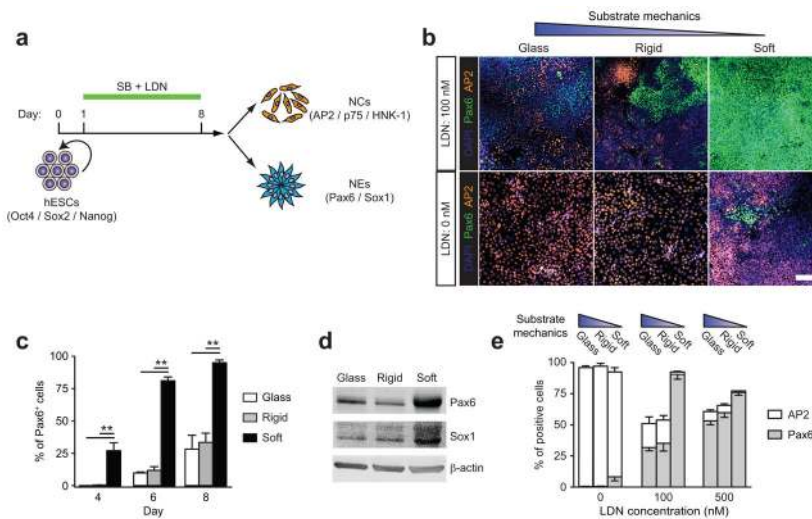 a
SB + LDN
Day:
0
1
8
hESCs
(Oct4 / Sox2 / Nanog)
NCs
(AP2 / p75 / HNK-1)
NEs
(Pax6 / Sox1)
b
Substrate mechanics
Glass
Rigid
Soft
LDN: 100 nM
DAPI Pax6 AP2
LDN: 0 nM
DAPI Pax6 AP2
c
% of Pax6+ cells
100
75
50
25
0
**
**
**
Glass
Rigid
Soft
4
6
8
Day
d
Glass
Rigid
Soft
Pax6
Sox1
β-actin
e
Substrate
mechanics
Glass
Rigid
Soft
Glass
Rigid
Soft
Glass
Rigid
Soft
% of positive cells
100
75
50
25
0
AP2
Pax6
0
100
500
LDN concentration (nM)